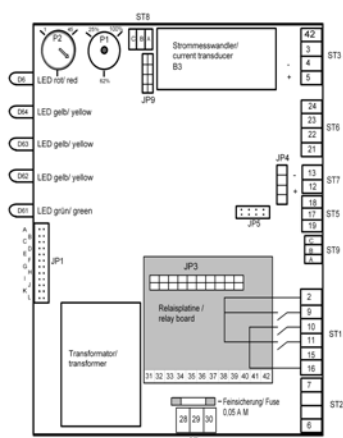 ST8
P2
1
P1
25%
100%
62%
C B A
JP9
Strommesswandler/
current transducer
B3
-
+
42
3
4
5
ST3
D6 LED rot/ red
D64 LED gelb/ yellow
D63 LED gelb/ yellow
D62 LED gelb/ yellow
D61 LED grün/ green
24
23
22
21
ST6
JP4
-
+
13
12
ST7
JP5
18
17
19
ST5
C
B
A
ST9
A
B
C
D
E
F
G
H
I
J
K
L
JP1
JP3
Relaisplatine /
relay board
31 32 33 34 35 36 37 38 39 40 41 42
Transformator/
transformer
2
9
10
11
15
16
ST1
7
6
ST2
Feinsicherung/ Fuse
0,05 A M
28 29 30